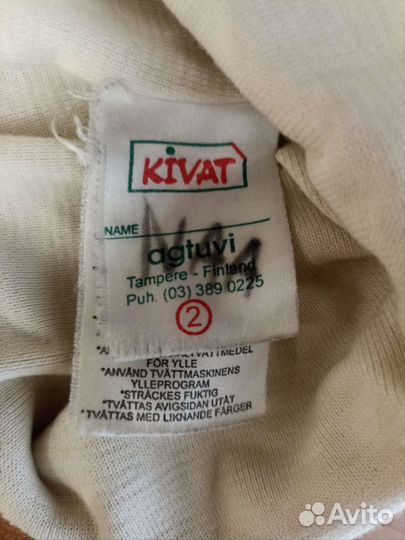 KiVAT
NAME
agtuvi
Tampere - Finland
Puh. (03) 389 0225
2
FÖR YLLE
*ANVÄND TVÄTTMASKINENS
YLLEPROGRAM
*STRÄCKES FUKTIG
*TVÄTTAS AVIGSIDAN UTÅT
*TVÄTTAS MED LIKNANDE FÄRGER
Avito